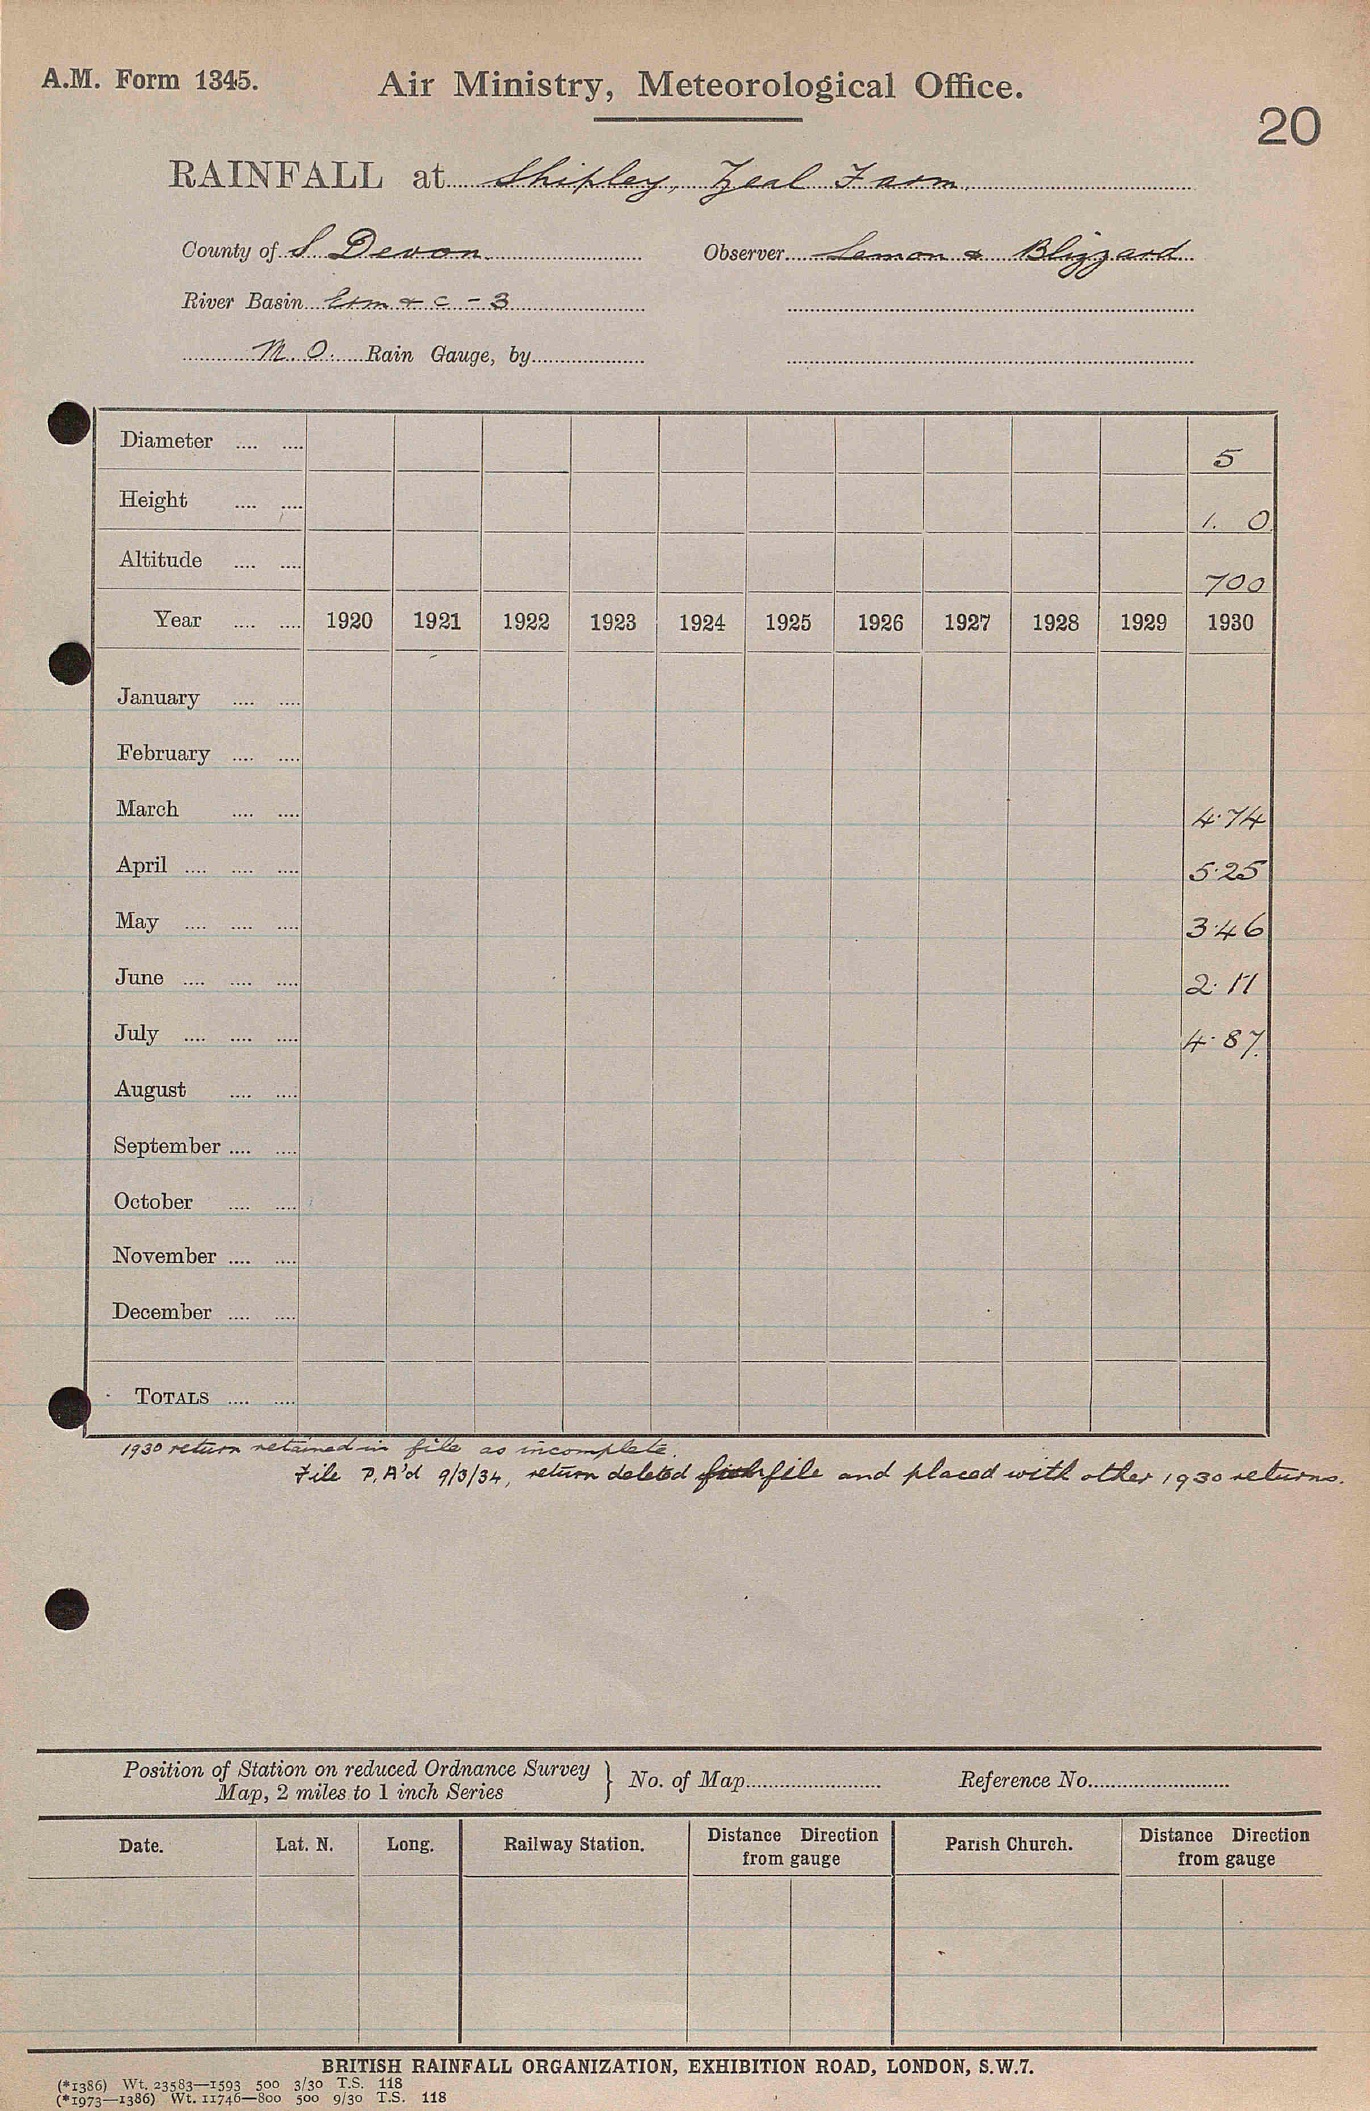 A.M. Form 1345.
Air Ministry, Meteorological Office.
20
RAINFALL at Shipley, Zeal Farm.
County of S Devon. Observer Lemon & Blizzard
River Basin Erm & c - 3
M. O. Rain Gauge, by
Diameter .... .... 5
Height .... .... 1. 0.
Altitude .... .... 700
Year .... .... 1920 1921 1922 1923 1924 1925 1926 1927 1928 1929 1930
January .... ....
February .... ....
March .... .... 4.74
April .... .... .... 5.25
May .... .... .... 3.46
June .... .... .... 2.11
July .... .... .... 4.87.
August .... ....
September .... ....
October .... ....
November .... ....
December .... ....
TOTALS .... ....
1930 return retained in file as incomplete.
File P.A'd 9/3/34, return deleted file and placed with other 1930 returns.
Position of Station on reduced Ordnance Survey
Map, 2 miles to 1 inch Series } No. of Map Reference No.
Date. Lat. N. Long. Railway Station. Distance Direction from gauge Parish Church. Distance Direction from gauge
BRITISH RAINFALL ORGANIZATION, EXHIBITION ROAD, LONDON, S.W.7.
(*1386) Wt. 23583—1593 500 3/30 T.S. 118
(*1973—1386) Wt. 11746—800 500 9/30 T.S. 118